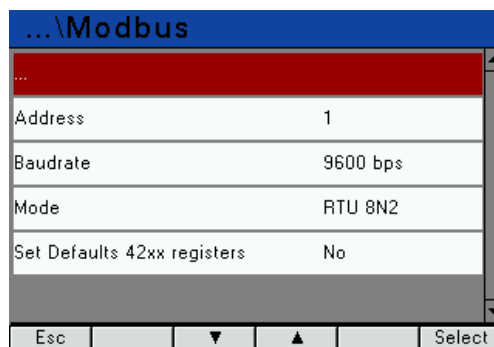 ...\Modbus
...
Address 1
Baudrate 9600 bps
Mode RTU 8N2
Set Defaults 42xx registers No
Esc ▼ ▲ Select